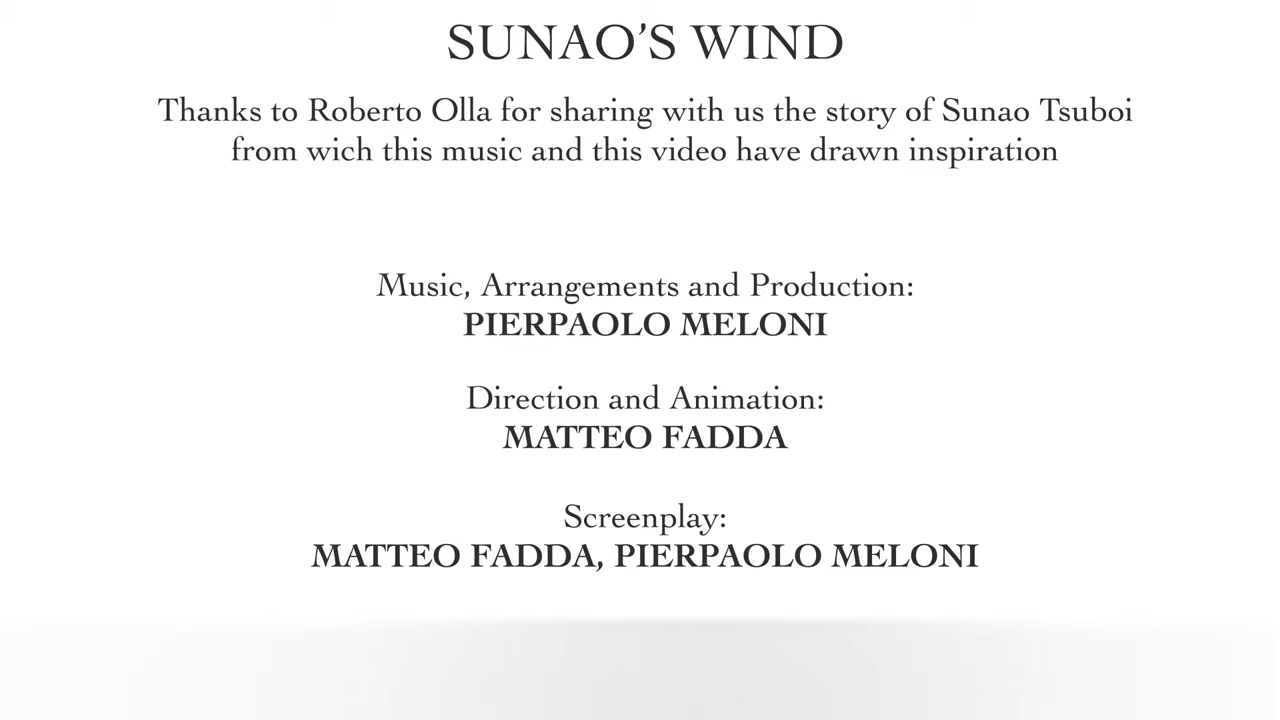 SUNAO’S WIND
Thanks to Roberto Olla for sharing with us the story of Sunao Tsuboi
from wich this music and this video have drawn inspiration
Music, Arrangements and Production:
PIERPAOLO MELONI
Direction and Animation:
MATTEO FADDA
Screenplay:
MATTEO FADDA, PIERPAOLO MELONI